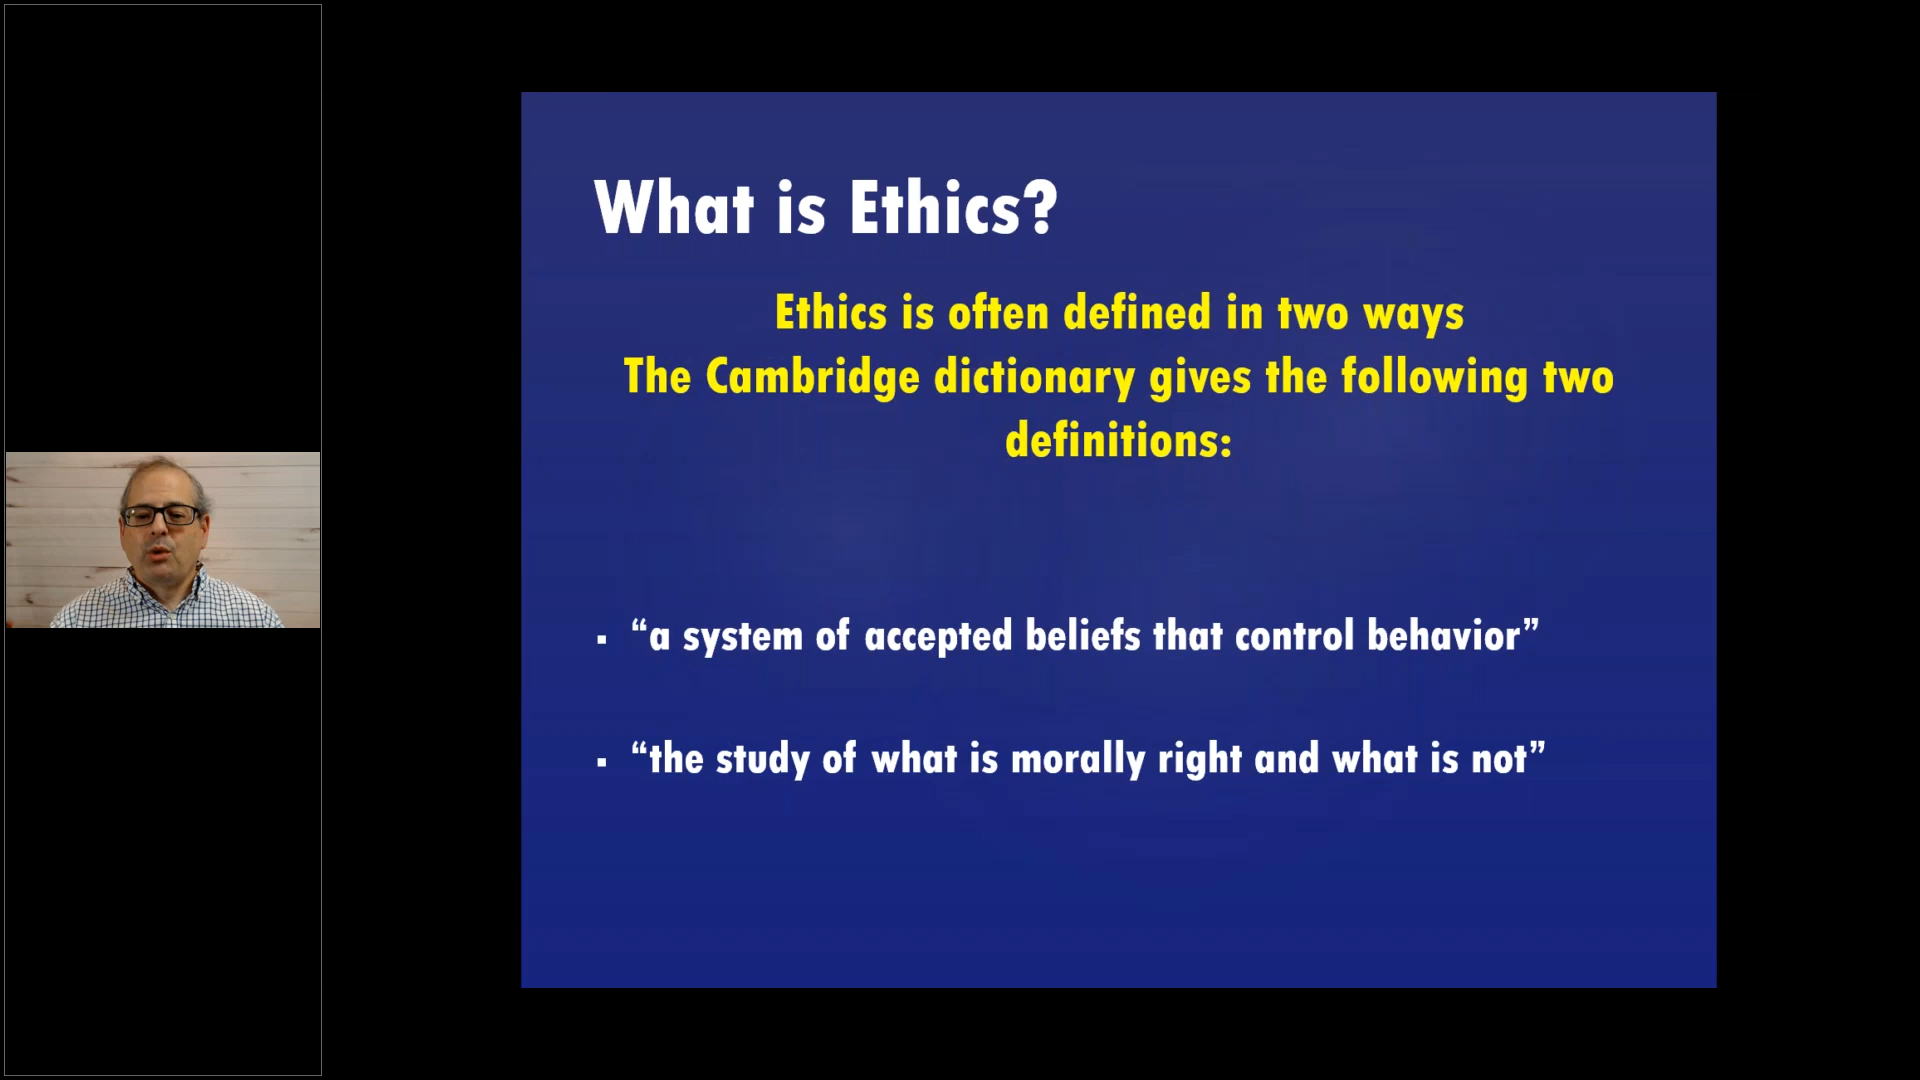 What is Ethics?
Ethics is often defined in two ways
The Cambridge dictionary gives the following two
definitions:
▪ “a system of accepted beliefs that control behavior”
▪ “the study of what is morally right and what is not”